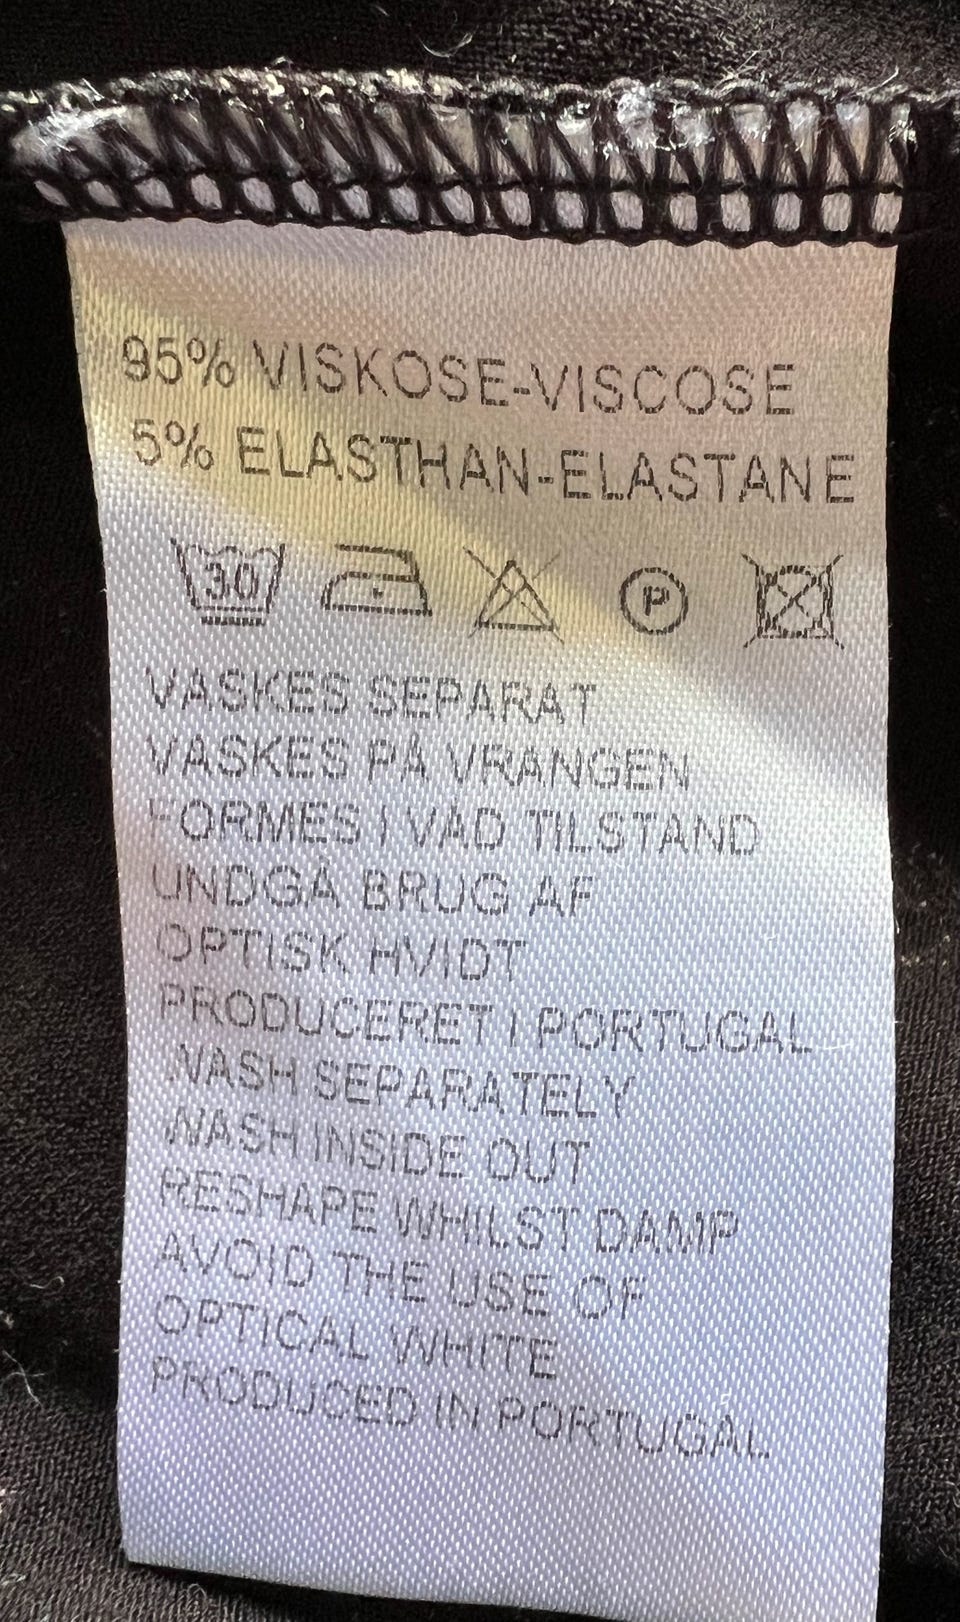 95% VISKOSE-VISCOSE
5% ELASTHAN-ELASTANE
30 P
VASKES SEPARAT
VASKES PÅ VRANGEN
FORMES I VÅD TILSTAND
UNDGÅ BRUG AF
OPTISK HVIDT
PRODUCERET I PORTUGAL
WASH SEPARATELY
WASH INSIDE OUT
RESHAPE WHILST DAMP
AVOID THE USE OF
OPTICAL WHITE
PRODUCED IN PORTUGAL